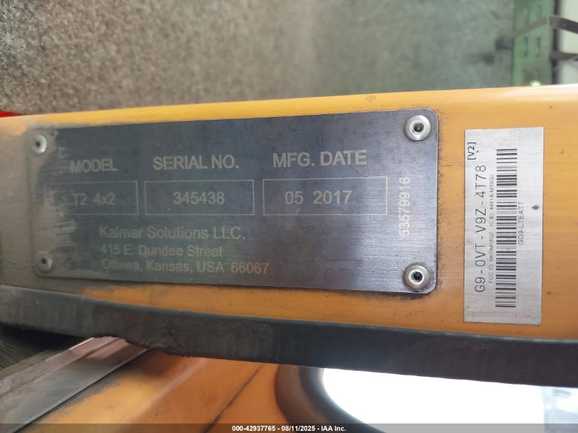 MODEL SERIAL NO. MFG. DATE
T2 4x2 345438 05 2017
Kalmar Solutions LLC.
415 E. Dundee Street
Ottawa, Kansas, USA 66067
53579916
[V2]
G9-0VT-V9Z-4T78
000-42937765 - 08/11/2025 - IAA Inc.